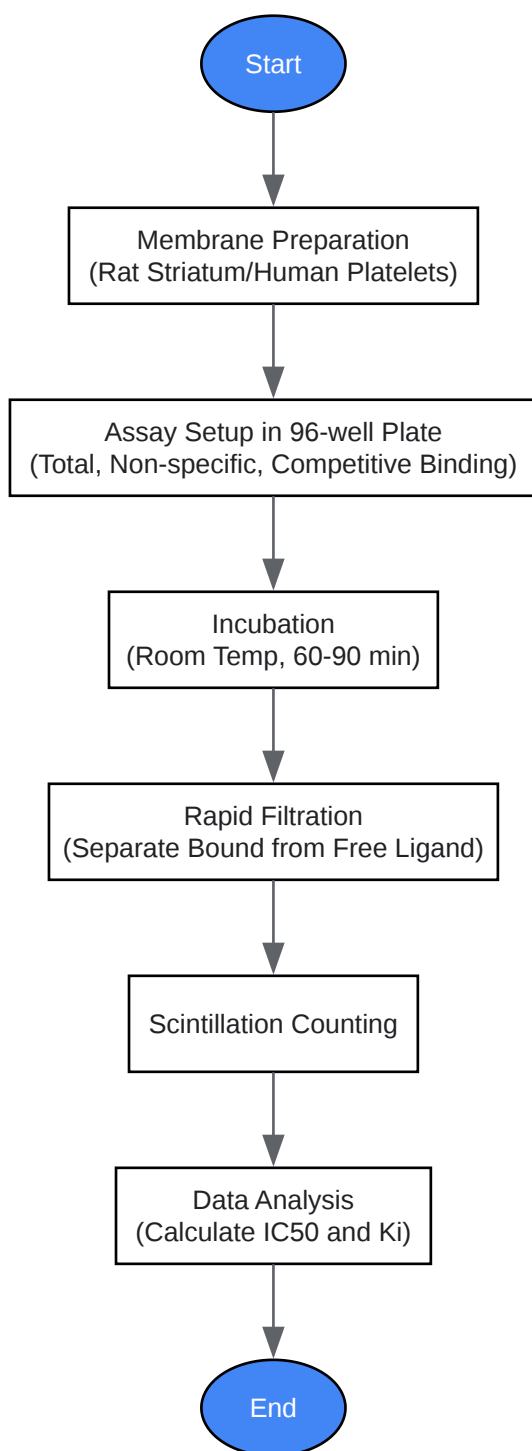 Start
Membrane Preparation
(Rat Striatum/Human Platelets)
Assay Setup in 96-well Plate
(Total, Non-specific, Competitive Binding)
Incubation
(Room Temp, 60-90 min)
Rapid Filtration
(Separate Bound from Free Ligand)
Scintillation Counting
Data Analysis
(Calculate IC50 and Ki)
End